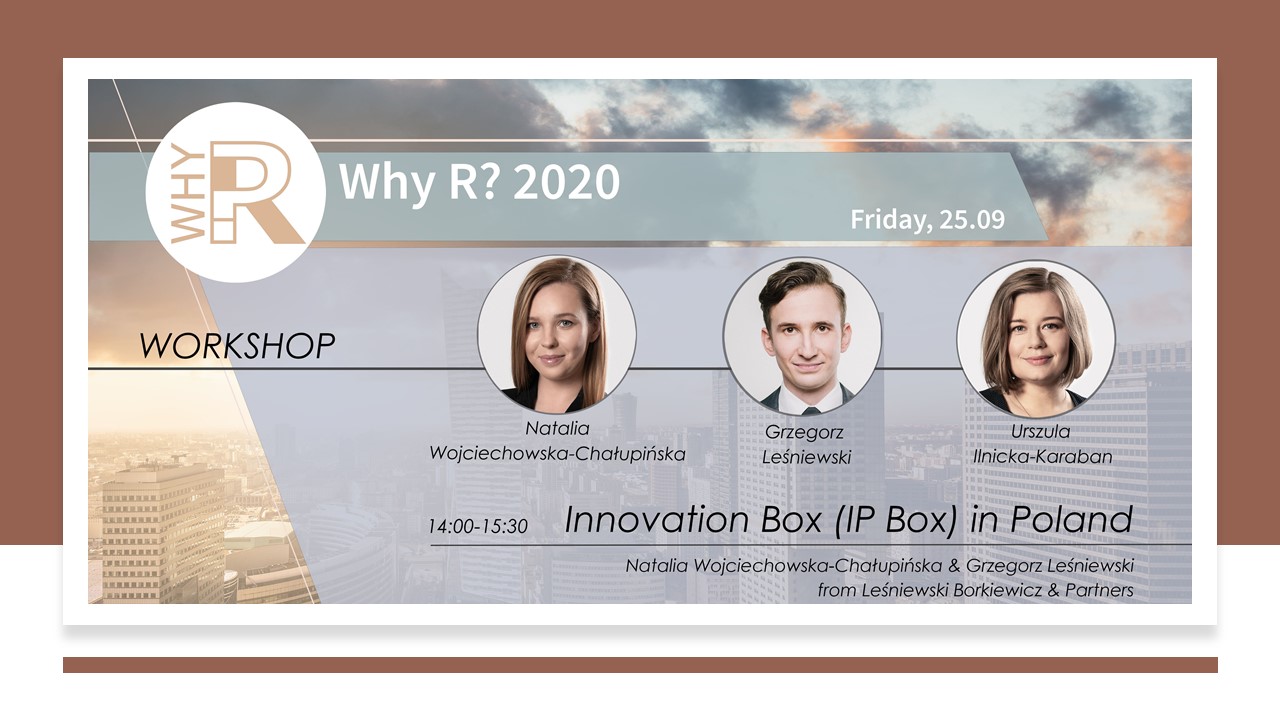 WHY R
Why R? 2020
Friday, 25.09
WORKSHOP
Natalia
Wojciechowska-Chałupińska
Grzegorz
Leśniewski
Urszula
Ilnicka-Karaban
14:00-15:30
Innovation Box (IP Box) in Poland
Natalia Wojciechowska-Chałupińska & Grzegorz Leśniewski
from Leśniewski Borkiewicz & Partners